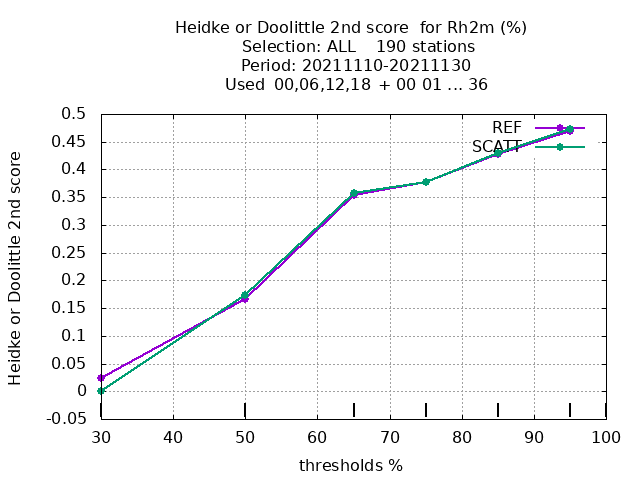 Heidke or Doolittle 2nd score  for Rh2m (%)
Selection: ALL    190 stations
Period: 20211110-20211130
Used  00,06,12,18  + 00 01 ... 36
REF
SCATT
0.5
0.45
0.4
0.35
0.3
0.25
0.2
0.15
0.1
0.05
0
-0.05
Heidke or Doolittle 2nd score
30 40 50 60 70 80 90 100
thresholds %